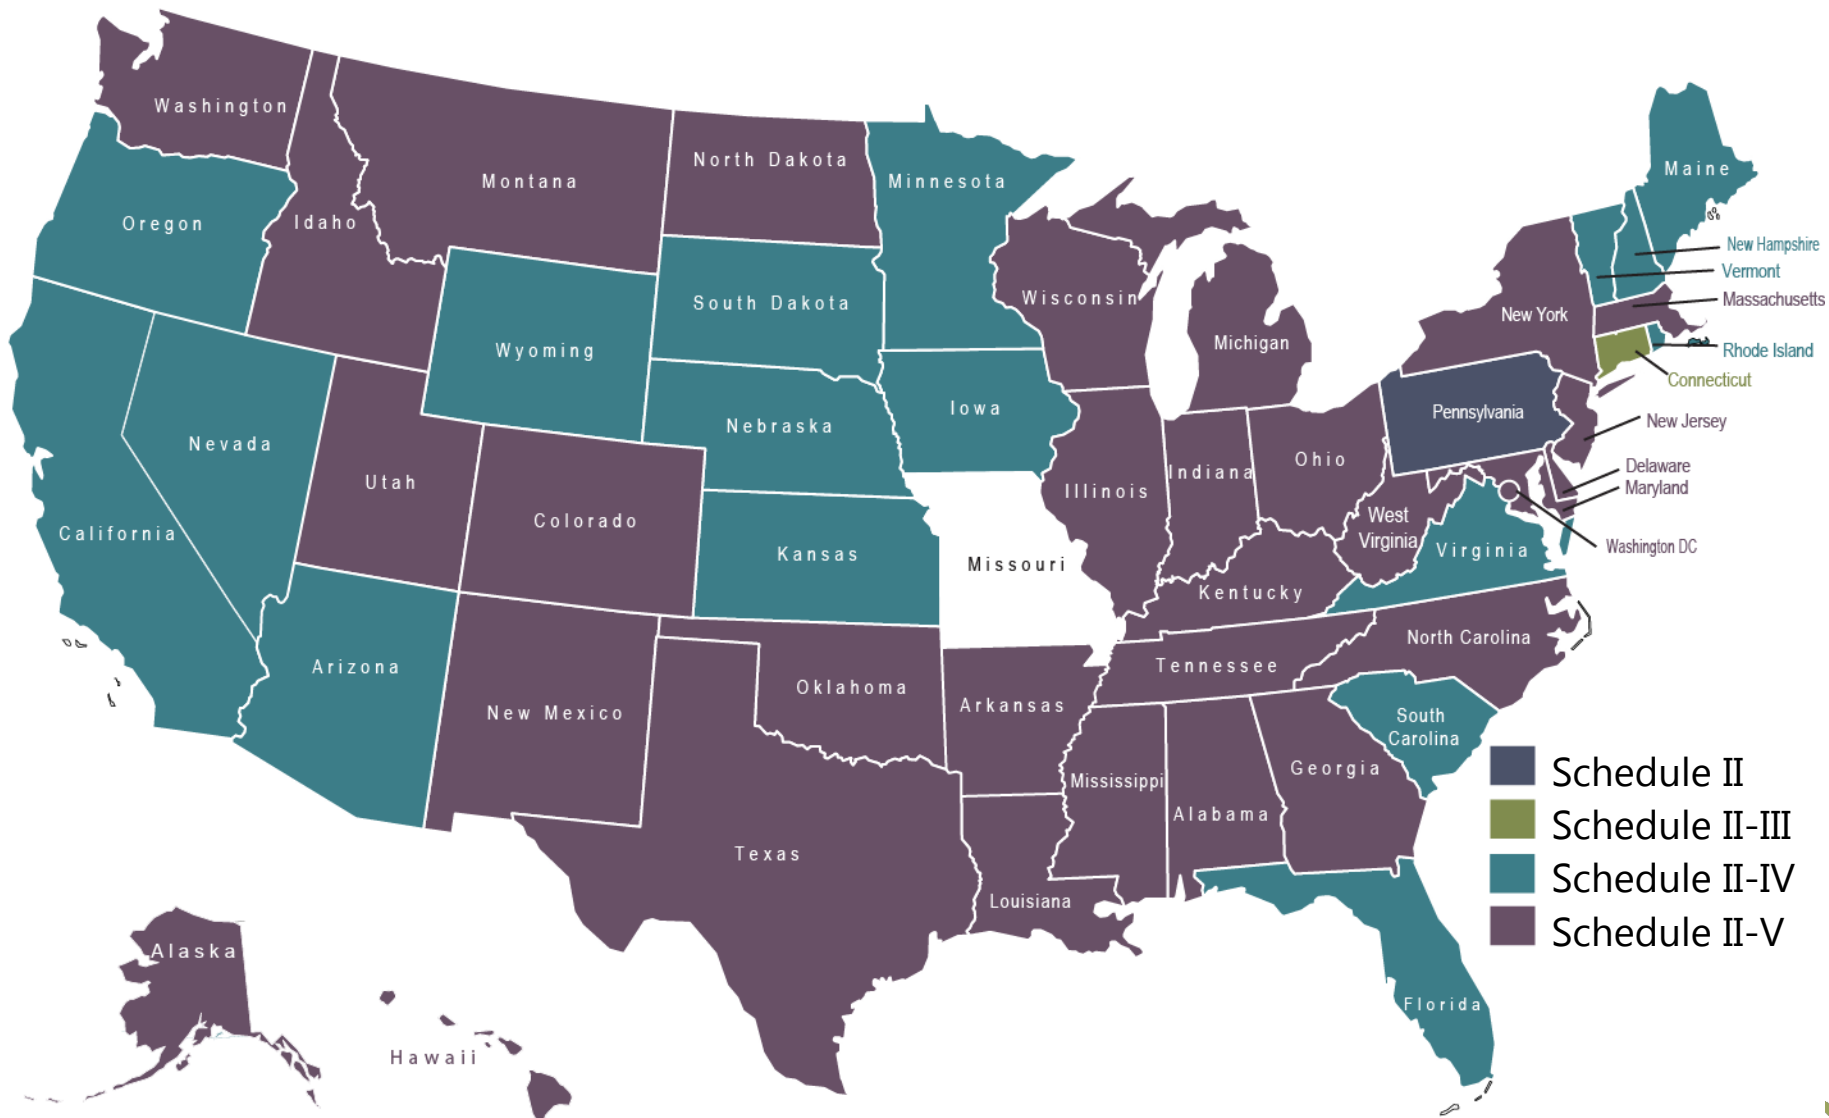 Washington
Montana
North Dakota
Minnesota
Maine
Oregon
Idaho
New Hampshire
Vermont
Massachusetts
South Dakota
Wisconsin
New York
Wyoming
Michigan
Rhode Island
Connecticut
Iowa
Pennsylvania
Nebraska
New Jersey
Nevada
Ohio
Delaware
Indiana
Utah
Illinois
Maryland
Colorado
West
Virginia
California
Kansas
Virginia
Washington DC
Missouri
Kentucky
North Carolina
Arizona
Tennessee
Oklahoma
New Mexico
Arkansas
South
Carolina
Georgia
Mississippi
Alabama
Texas
Louisiana
Schedule II
Schedule II-III
Schedule II-IV
Schedule II-V
Alaska
Florida
Hawaii